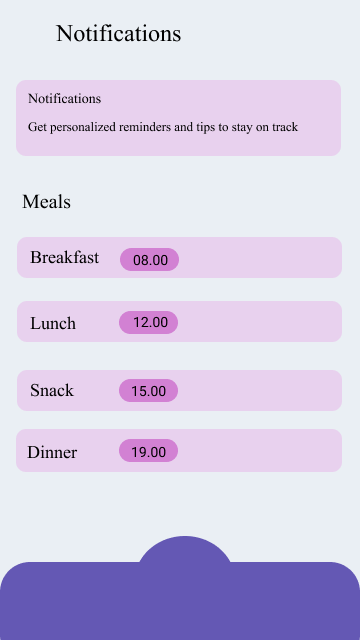 Notifications
Notifications
Get personalized reminders and tips to stay on track
Meals
Breakfast 08.00
Lunch 12.00
Snack 15.00
Dinner 19.00